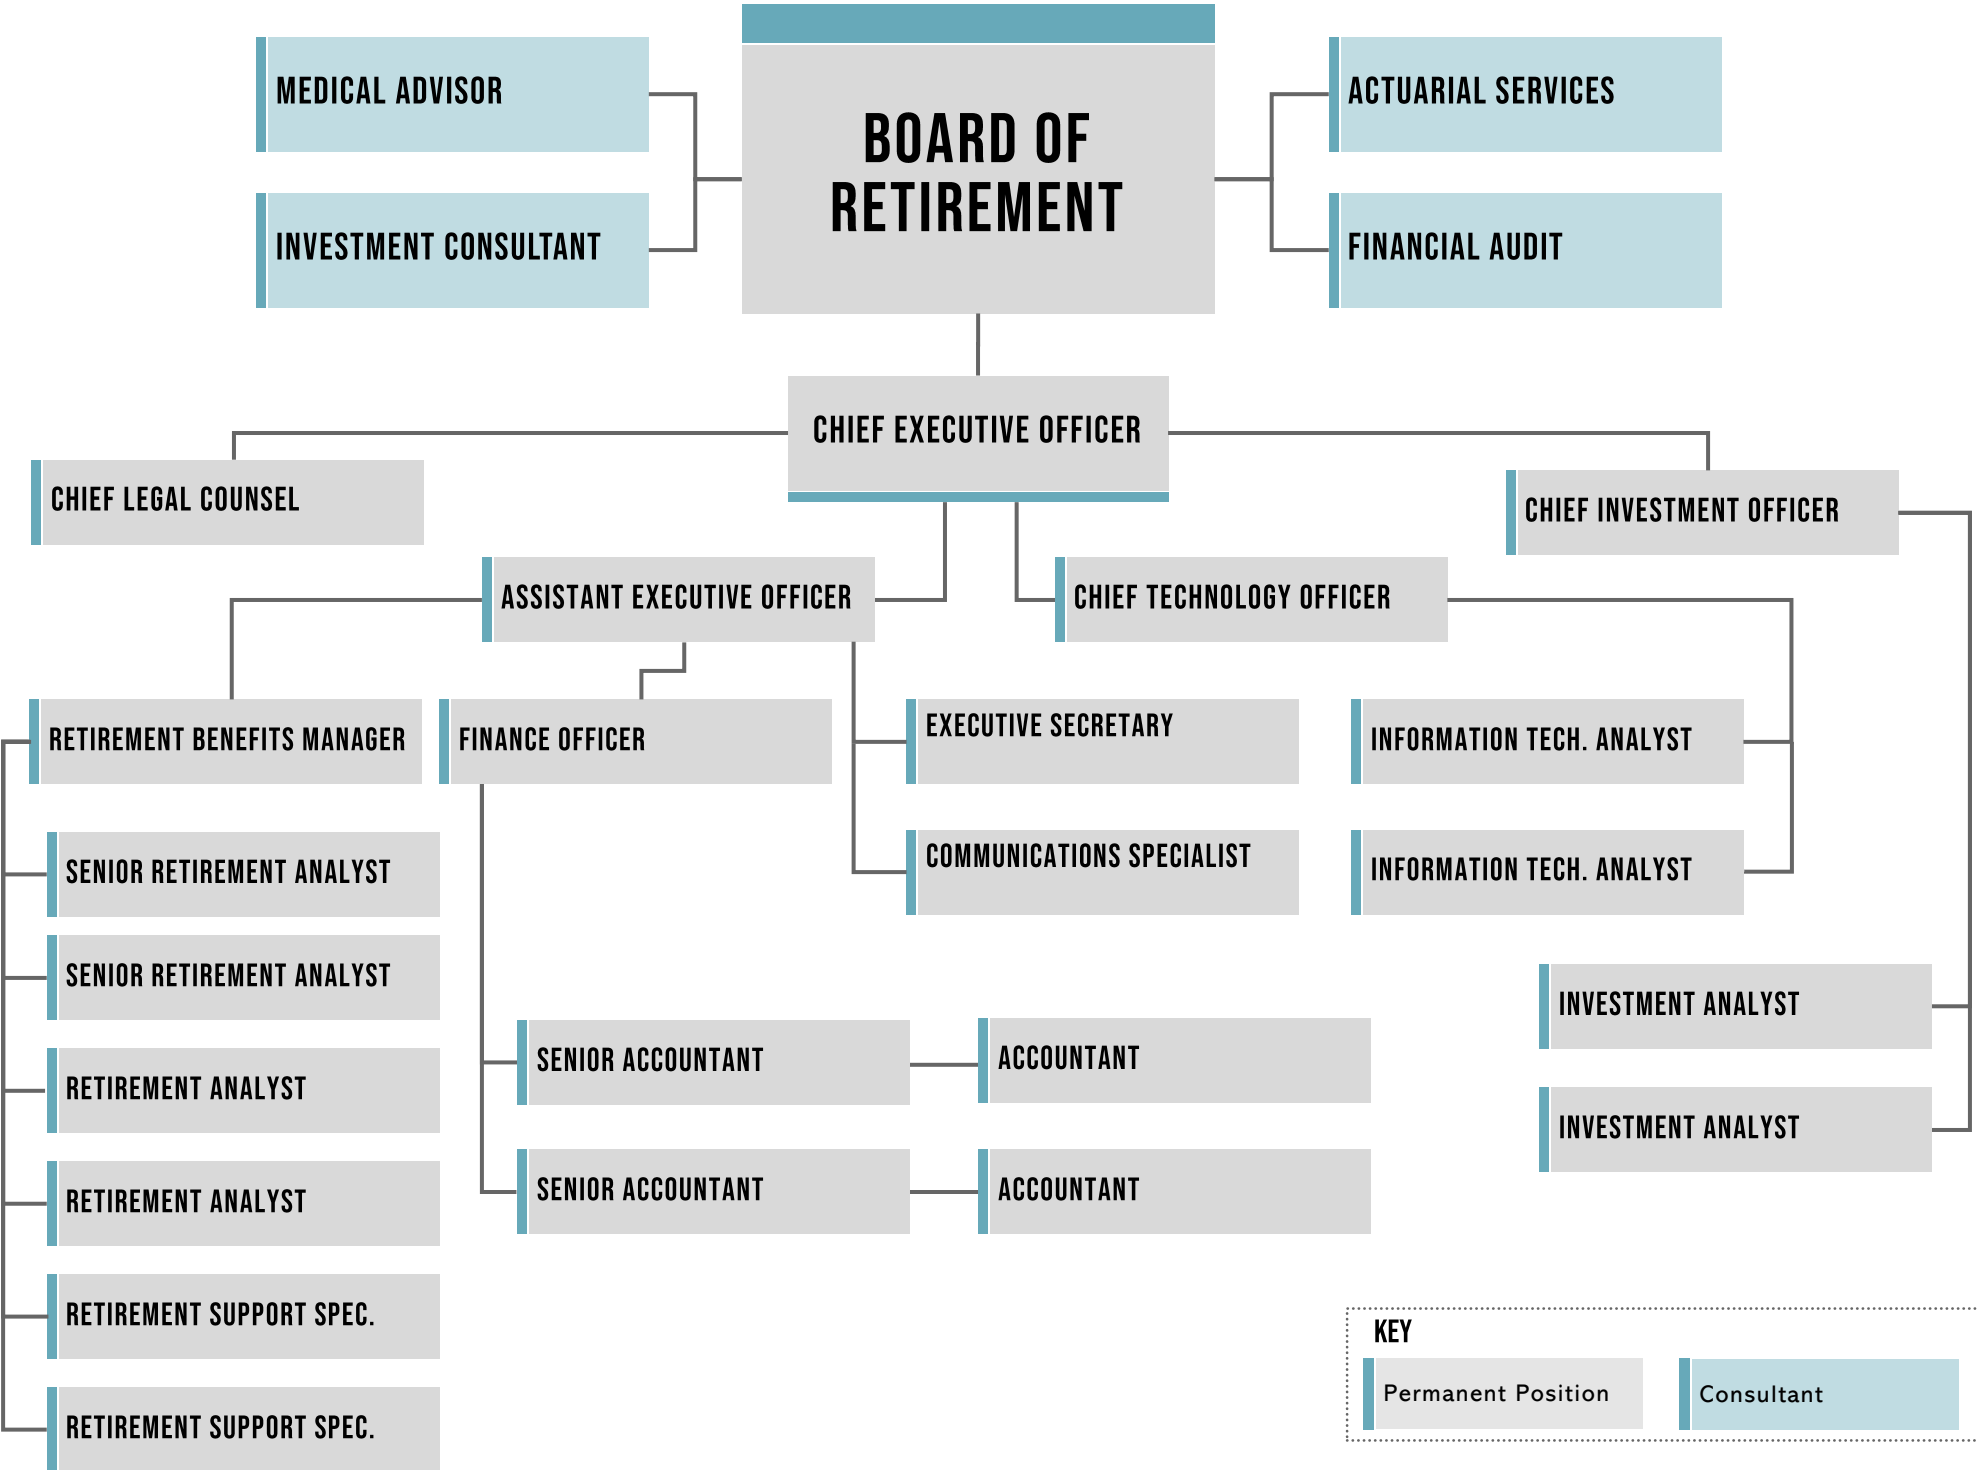 MEDICAL ADVISOR
INVESTMENT CONSULTANT
BOARD OF
RETIREMENT
ACTUARIAL SERVICES
FINANCIAL AUDIT
CHIEF EXECUTIVE OFFICER
CHIEF LEGAL COUNSEL
CHIEF INVESTMENT OFFICER
ASSISTANT EXECUTIVE OFFICER
CHIEF TECHNOLOGY OFFICER
RETIREMENT BENEFITS MANAGER
FINANCE OFFICER
EXECUTIVE SECRETARY
INFORMATION TECH. ANALYST
COMMUNICATIONS SPECIALIST
INFORMATION TECH. ANALYST
SENIOR RETIREMENT ANALYST
SENIOR RETIREMENT ANALYST
RETIREMENT ANALYST
RETIREMENT ANALYST
RETIREMENT SUPPORT SPEC.
RETIREMENT SUPPORT SPEC.
SENIOR ACCOUNTANT
ACCOUNTANT
SENIOR ACCOUNTANT
ACCOUNTANT
INVESTMENT ANALYST
INVESTMENT ANALYST
KEY
Permanent Position
Consultant